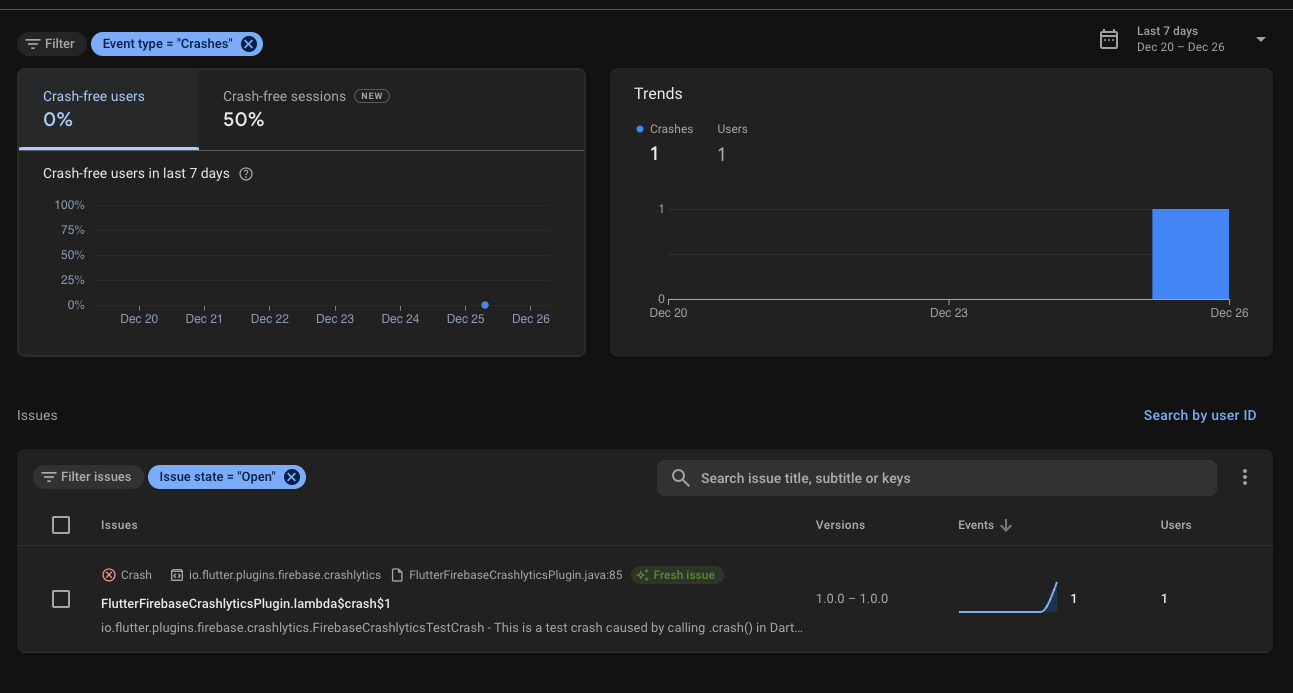 Filter
Event type = "Crashes"
Last 7 days
Dec 20 – Dec 26
Crash-free users
0%
Crash-free sessions NEW
50%
Crash-free users in last 7 days
100%
75%
50%
25%
0%
Dec 20 Dec 21 Dec 22 Dec 23 Dec 24 Dec 25 Dec 26
Trends
Crashes Users
1 1
1
0
Dec 20 Dec 23 Dec 26
Issues
Search by user ID
Filter issues
Issue state = "Open"
Search issue title, subtitle or keys
Issues Versions Events Users
Crash io.flutter.plugins.firebase.crashlytics FlutterFirebaseCrashlyticsPlugin.java:85 Fresh issue
FlutterFirebaseCrashlyticsPlugin.lambda$crash$1
1.0.0 – 1.0.0 1 1
io.flutter.plugins.firebase.crashlytics.FirebaseCrashlyticsTestCrash - This is a test crash caused by calling .crash() in Dart…